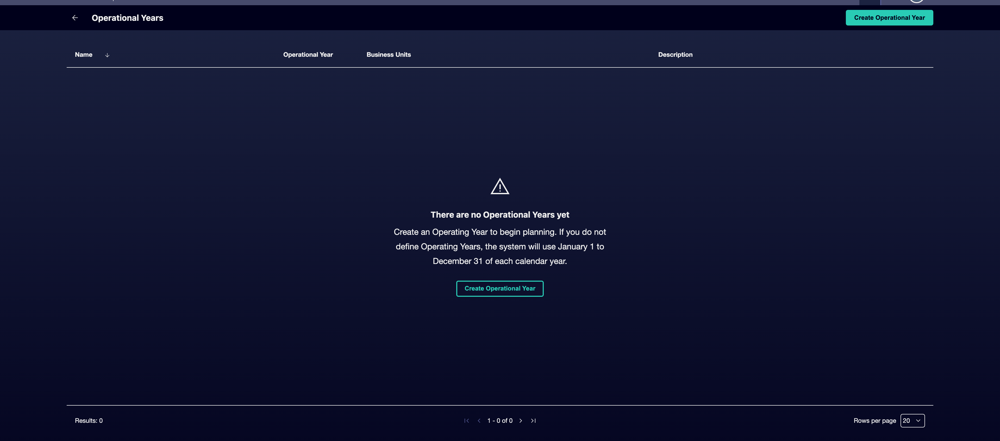 Operational Years
Create Operational Year
Name
Operational Year
Business Units
Description
There are no Operational Years yet
Create an Operating Year to begin planning. If you do not
define Operating Years, the system will use January 1 to
December 31 of each calendar year.
Create Operational Year
Results: 0
1 - 0 of 0
Rows per page
20